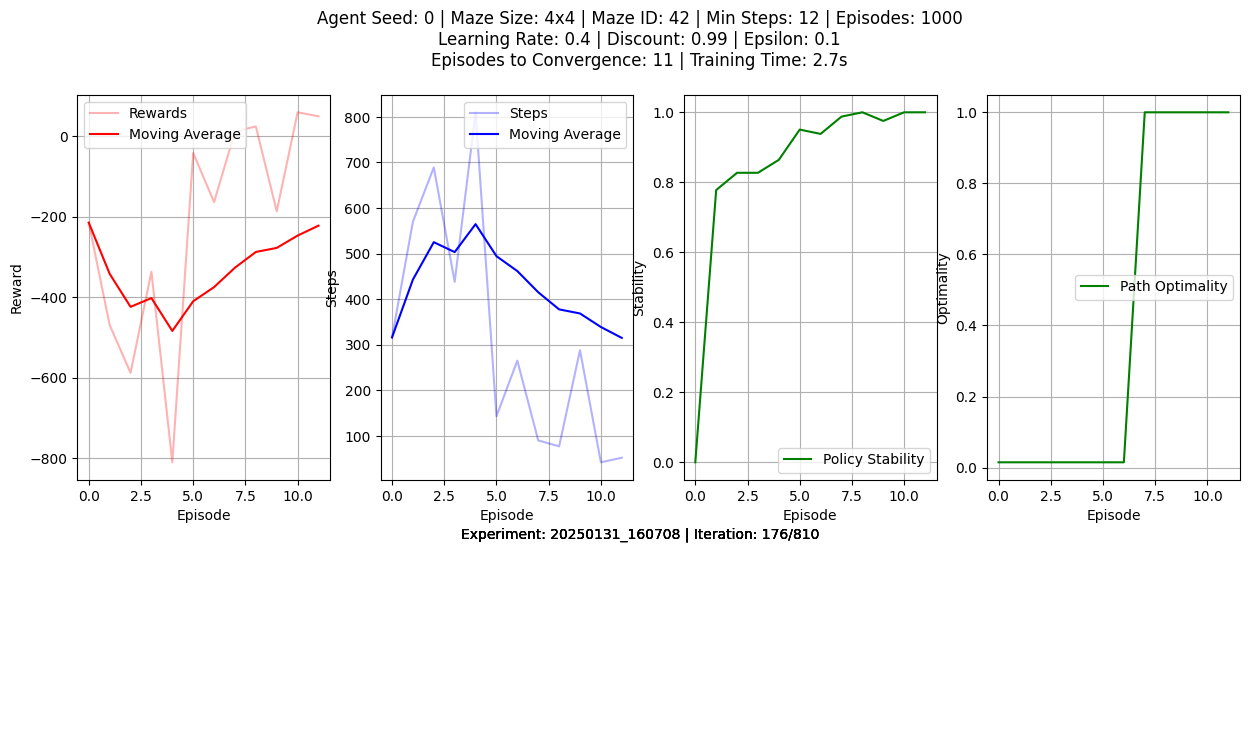 Agent Seed: 0 | Maze Size: 4x4 | Maze ID: 42 | Min Steps: 12 | Episodes: 1000
Learning Rate: 0.4 | Discount: 0.99 | Epsilon: 0.1
Episodes to Convergence: 11 | Training Time: 2.7s
Reward
0
−200
−400
−600
−800
Rewards
Moving Average
0.0 2.5 5.0 7.5 10.0
Episode
Steps
800
700
600
500
400
300
200
100
Steps
Moving Average
0.0 2.5 5.0 7.5 10.0
Episode
Stability
1.0
0.8
0.6
0.4
0.2
0.0
Policy Stability
0.0 2.5 5.0 7.5 10.0
Episode
Optimality
1.0
0.8
0.6
0.4
0.2
0.0
Path Optimality
0.0 2.5 5.0 7.5 10.0
Episode
Experiment: 20250131_160708 | Iteration: 176/810